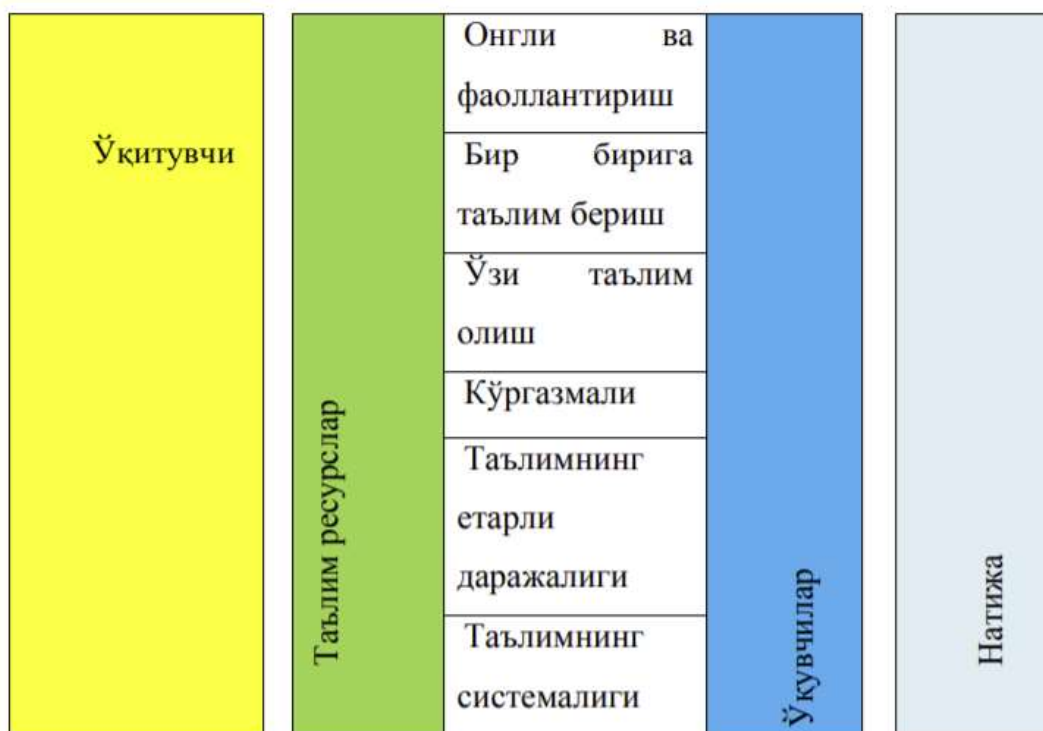 Ўқитувчи
Таълим ресурслар
Онгли ва
фаоллантириш
Бир бирига
таълим бериш
Ўзи таълим
олиш
Кўргазмали
Таълимнинг
етарли
даражалиги
Таълимнинг
системалиги
Ўқувчилар
Натижа